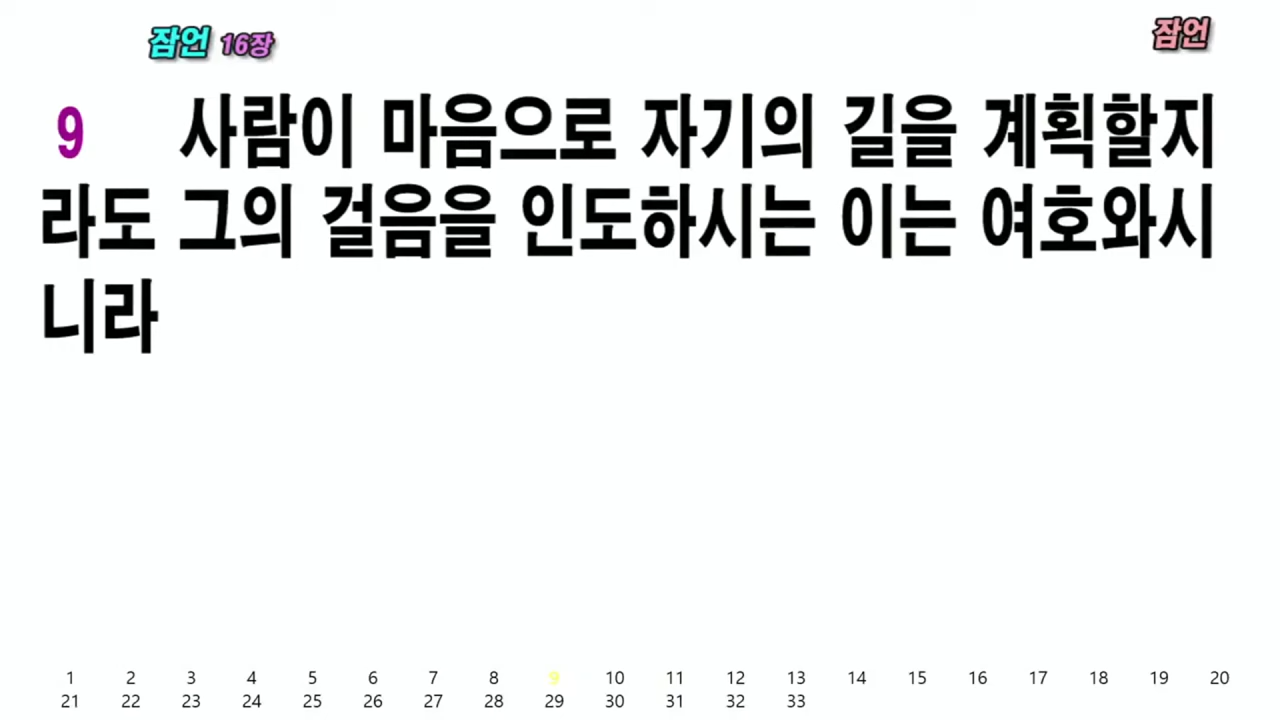 잠언 16장
잠언
9 사람이 마음으로 자기의 길을 계획할지
라도 그의 걸음을 인도하시는 이는 여호와시
니라
1 2 3 4 5 6 7 8 9 10 11 12 13 14 15 16 17 18 19 20
21 22 23 24 25 26 27 28 29 30 31 32 33